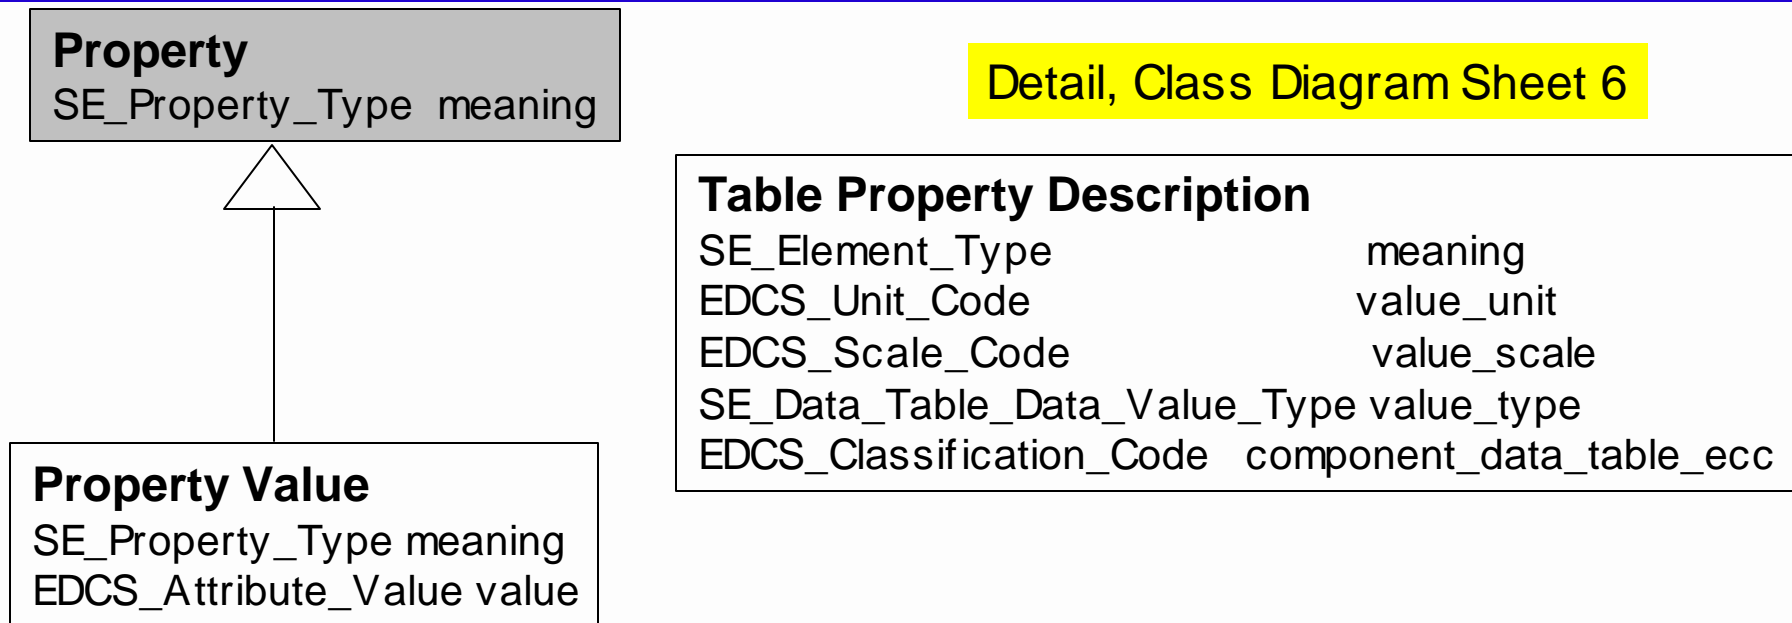 Property
SE_Property_Type meaning
Detail, Class Diagram Sheet 6
Table Property Description
SE_Element_Type meaning
EDCS_Unit_Code value_unit
EDCS_Scale_Code value_scale
SE_Data_Table_Data_Value_Type value_type
EDCS_Classification_Code component_data_table_ecc
Property Value
SE_Property_Type meaning
EDCS_Attribute_Value value